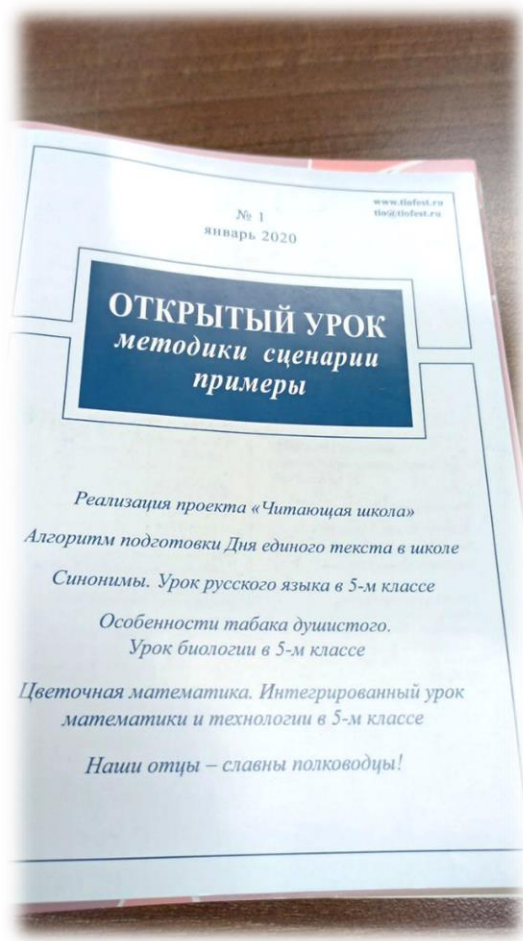 www.tiofest.ru
tio@tiofest.ru
№ 1
январь 2020
ОТКРЫТЫЙ УРОК
методики сценарии
примеры
Реализация проекта «Читающая школа»
Алгоритм подготовки Дня единого текста в школе
Синонимы. Урок русского языка в 5-м классе
Особенности табака душистого.
Урок биологии в 5-м классе
Цветочная математика. Интегрированный урок
математики и технологии в 5-м классе
Наши отцы – славны полководцы!